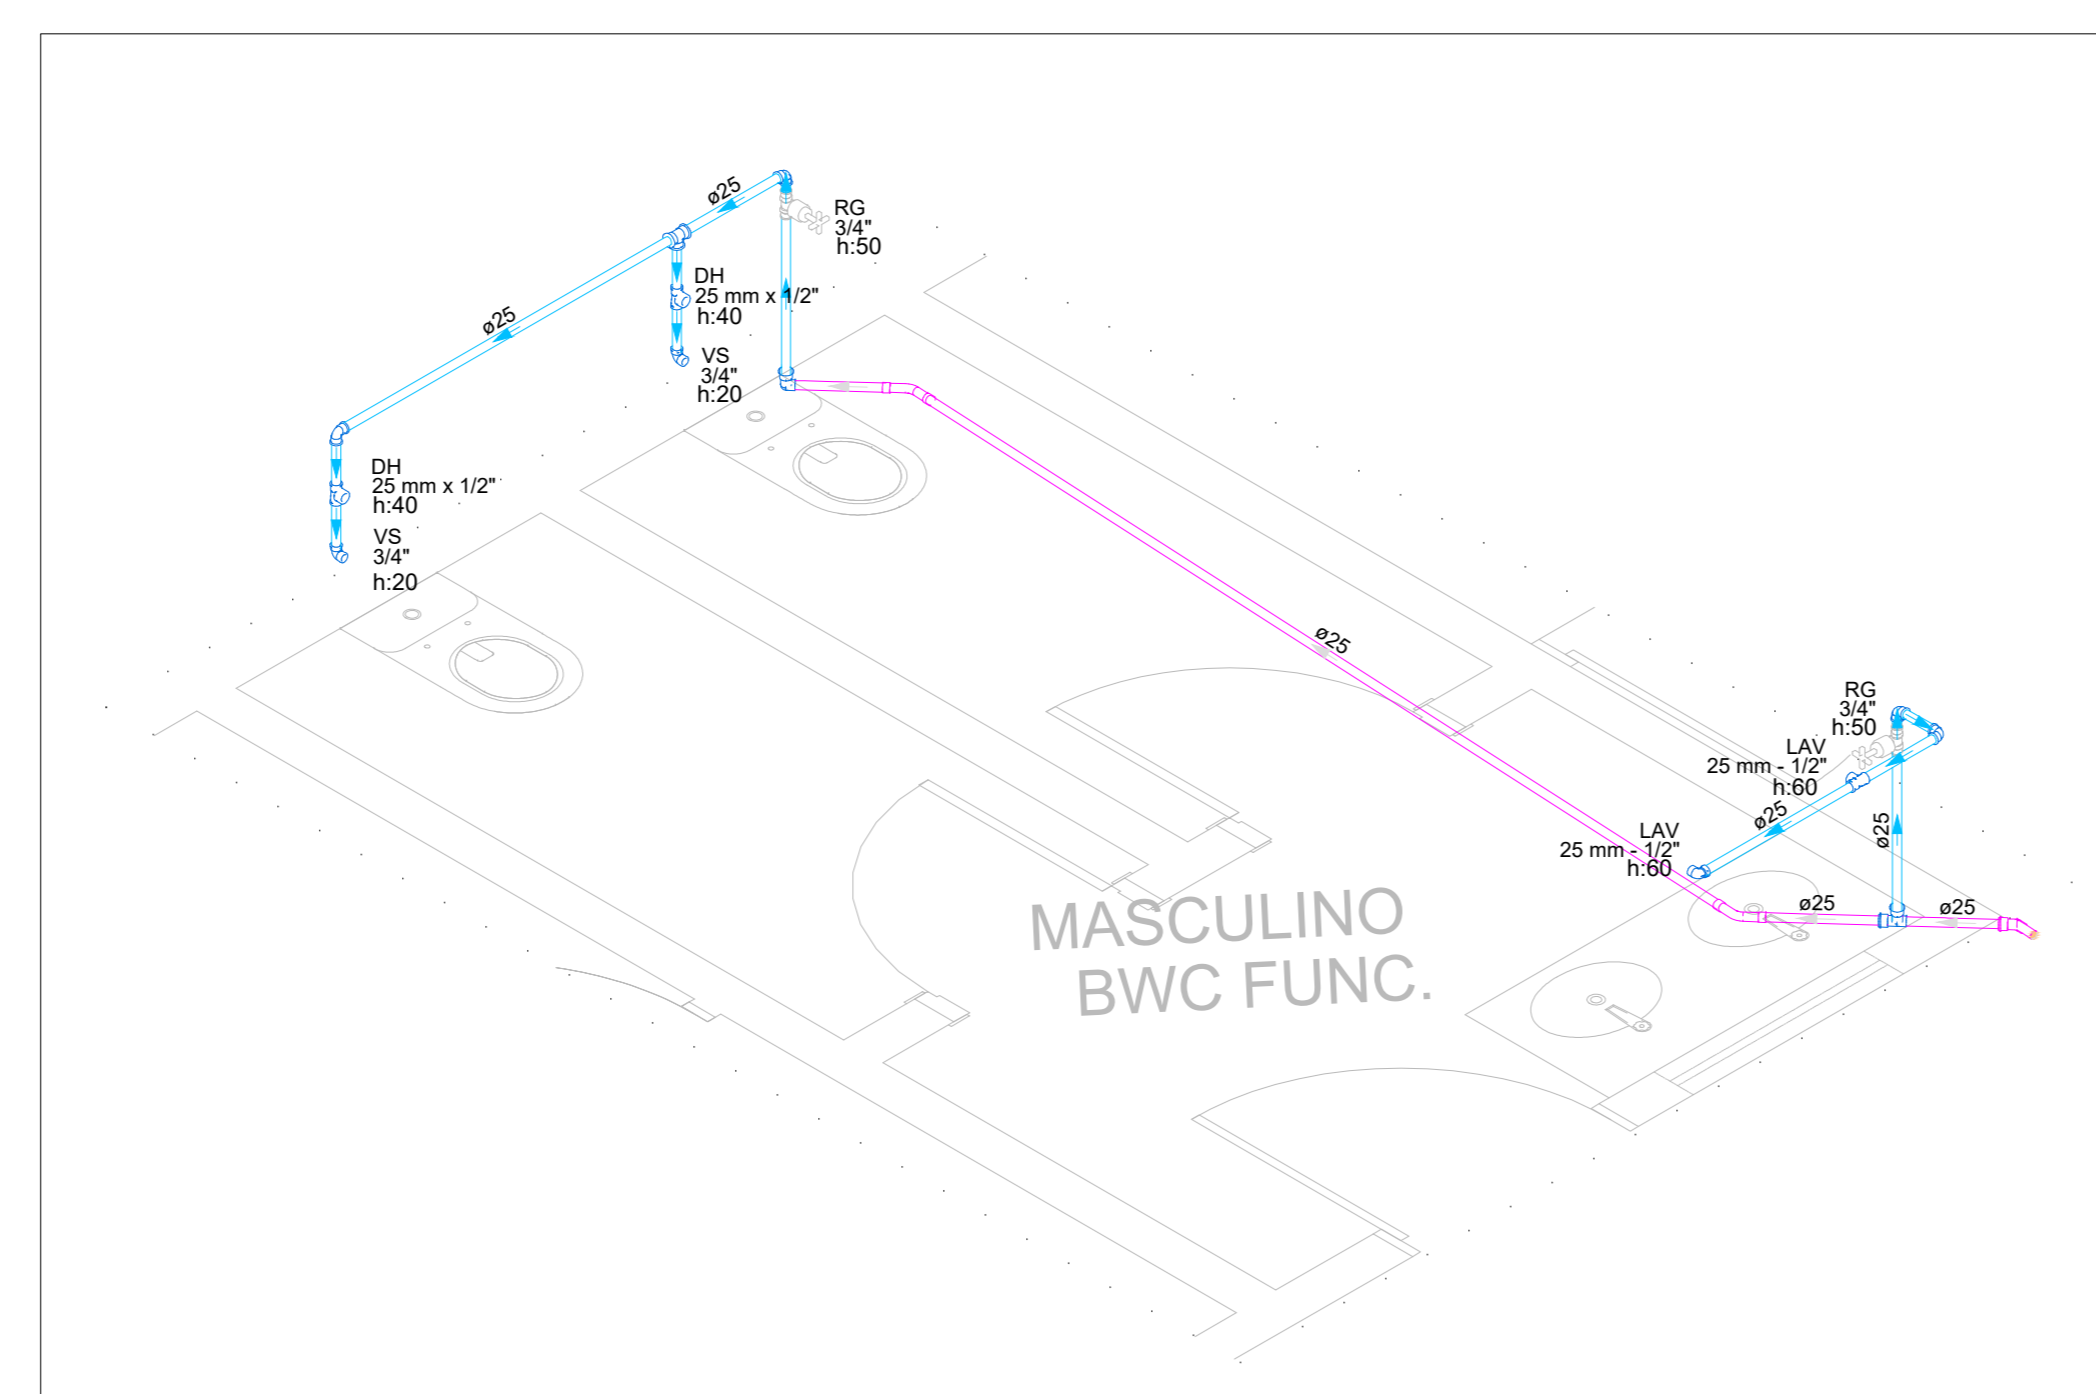 ø25
RG
3/4"
h:50
DH
25 mm x 1/2"
h:40
VS
3/4"
h:20
ø25
DH
25 mm x 1/2"
h:40
VS
3/4"
h:20
ø25
RG
3/4"
h:50
LAV
25 mm - 1/2"
h:60
ø25
ø25
LAV
25 mm - 1/2"
h:60
ø25
ø25
MASCULINO
BWC FUNC.